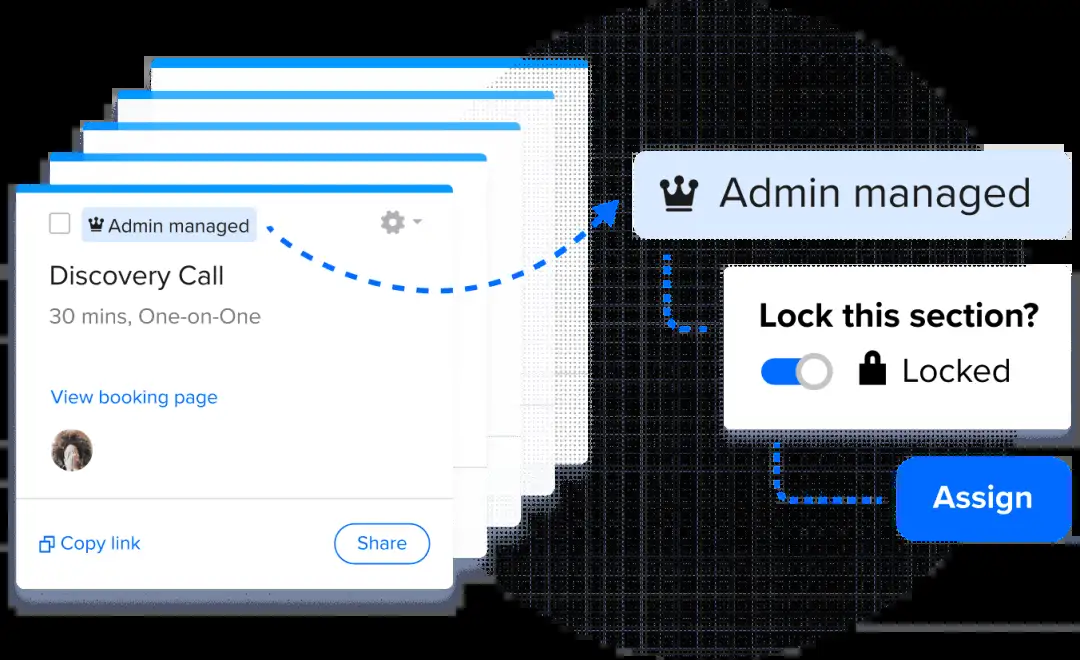 Admin managed
Discovery Call
30 mins, One-on-One
View booking page
Copy link
Share
Admin managed
Lock this section?
Locked
Assign